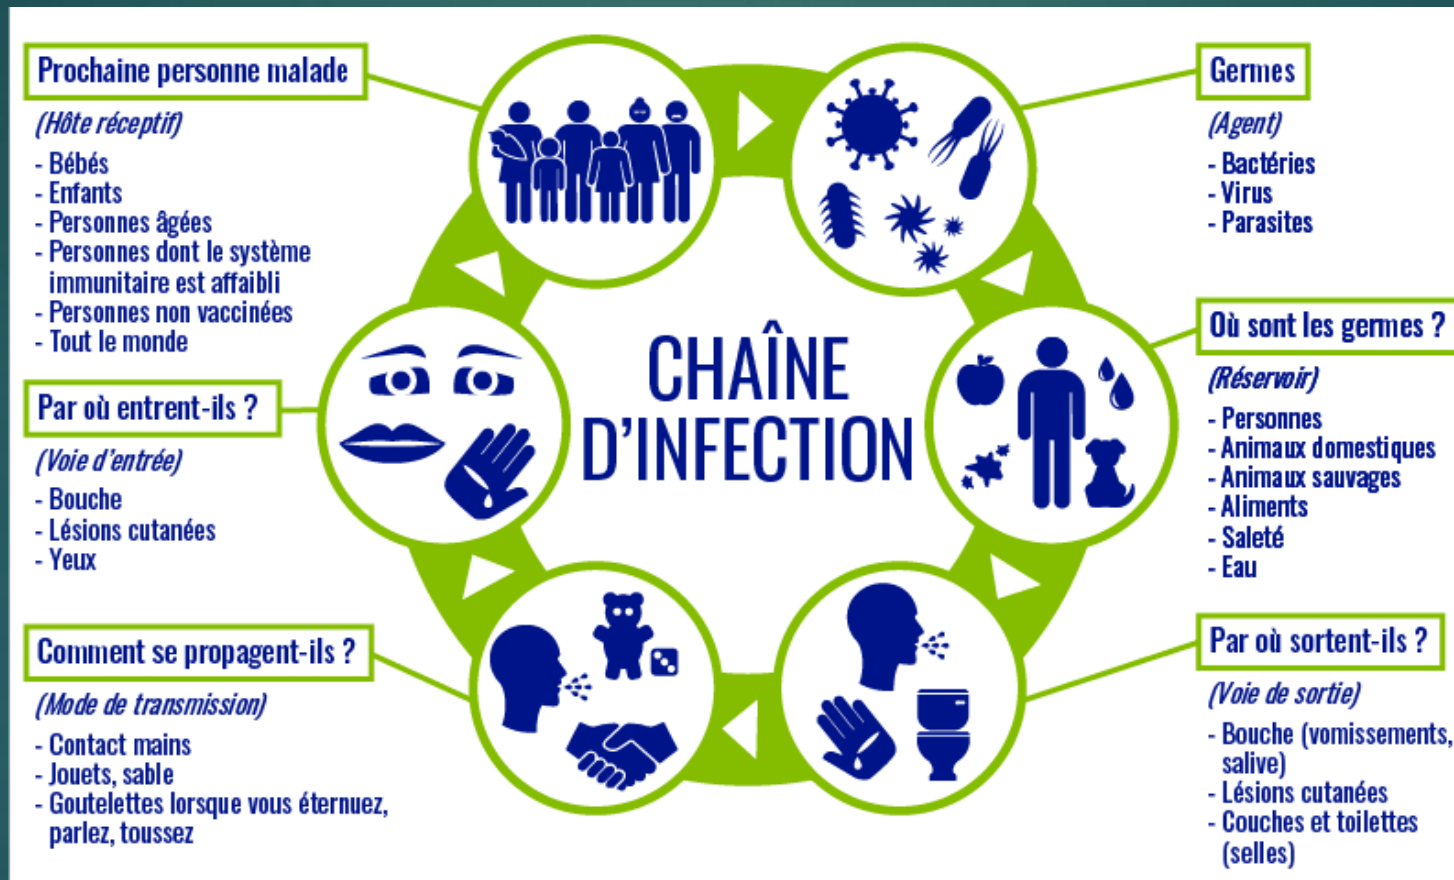 Prochaine personne malade
(Hôte réceptif)
- Bébés
- Enfants
- Personnes âgées
- Personnes dont le système
immunitaire est affaibli
- Personnes non vaccinées
- Tout le monde
Par où entrent-ils ?
(Voie d'entrée)
- Bouche
- Lésions cutanées
- Yeux
Comment se propagent-ils ?
(Mode de transmission)
- Contact mains
- Jouets, sable
- Goutelettes lorsque vous éternuez,
parlez, toussez
CHAÎNE
D'INFECTION
Germes
(Agent)
- Bactéries
- Virus
- Parasites
Où sont les germes ?
(Réservoir)
- Personnes
- Animaux domestiques
- Animaux sauvages
- Aliments
- Saleté
- Eau
Par où sortent-ils ?
(Voie de sortie)
- Bouche (vomissements,
salive)
- Lésions cutanées
- Couches et toilettes
(selles)